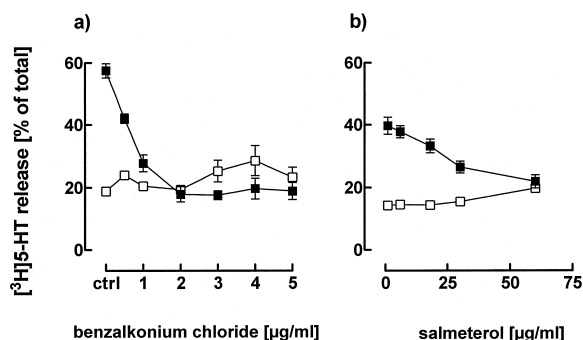 a)
b)
[³H]5-HT release [% of total]
60
40
20
0
ctrl 1 2 3 4 5
benzalkonium chloride [µg/ml]
60
40
20
0
0 25 50 75
salmeterol [µg/ml]